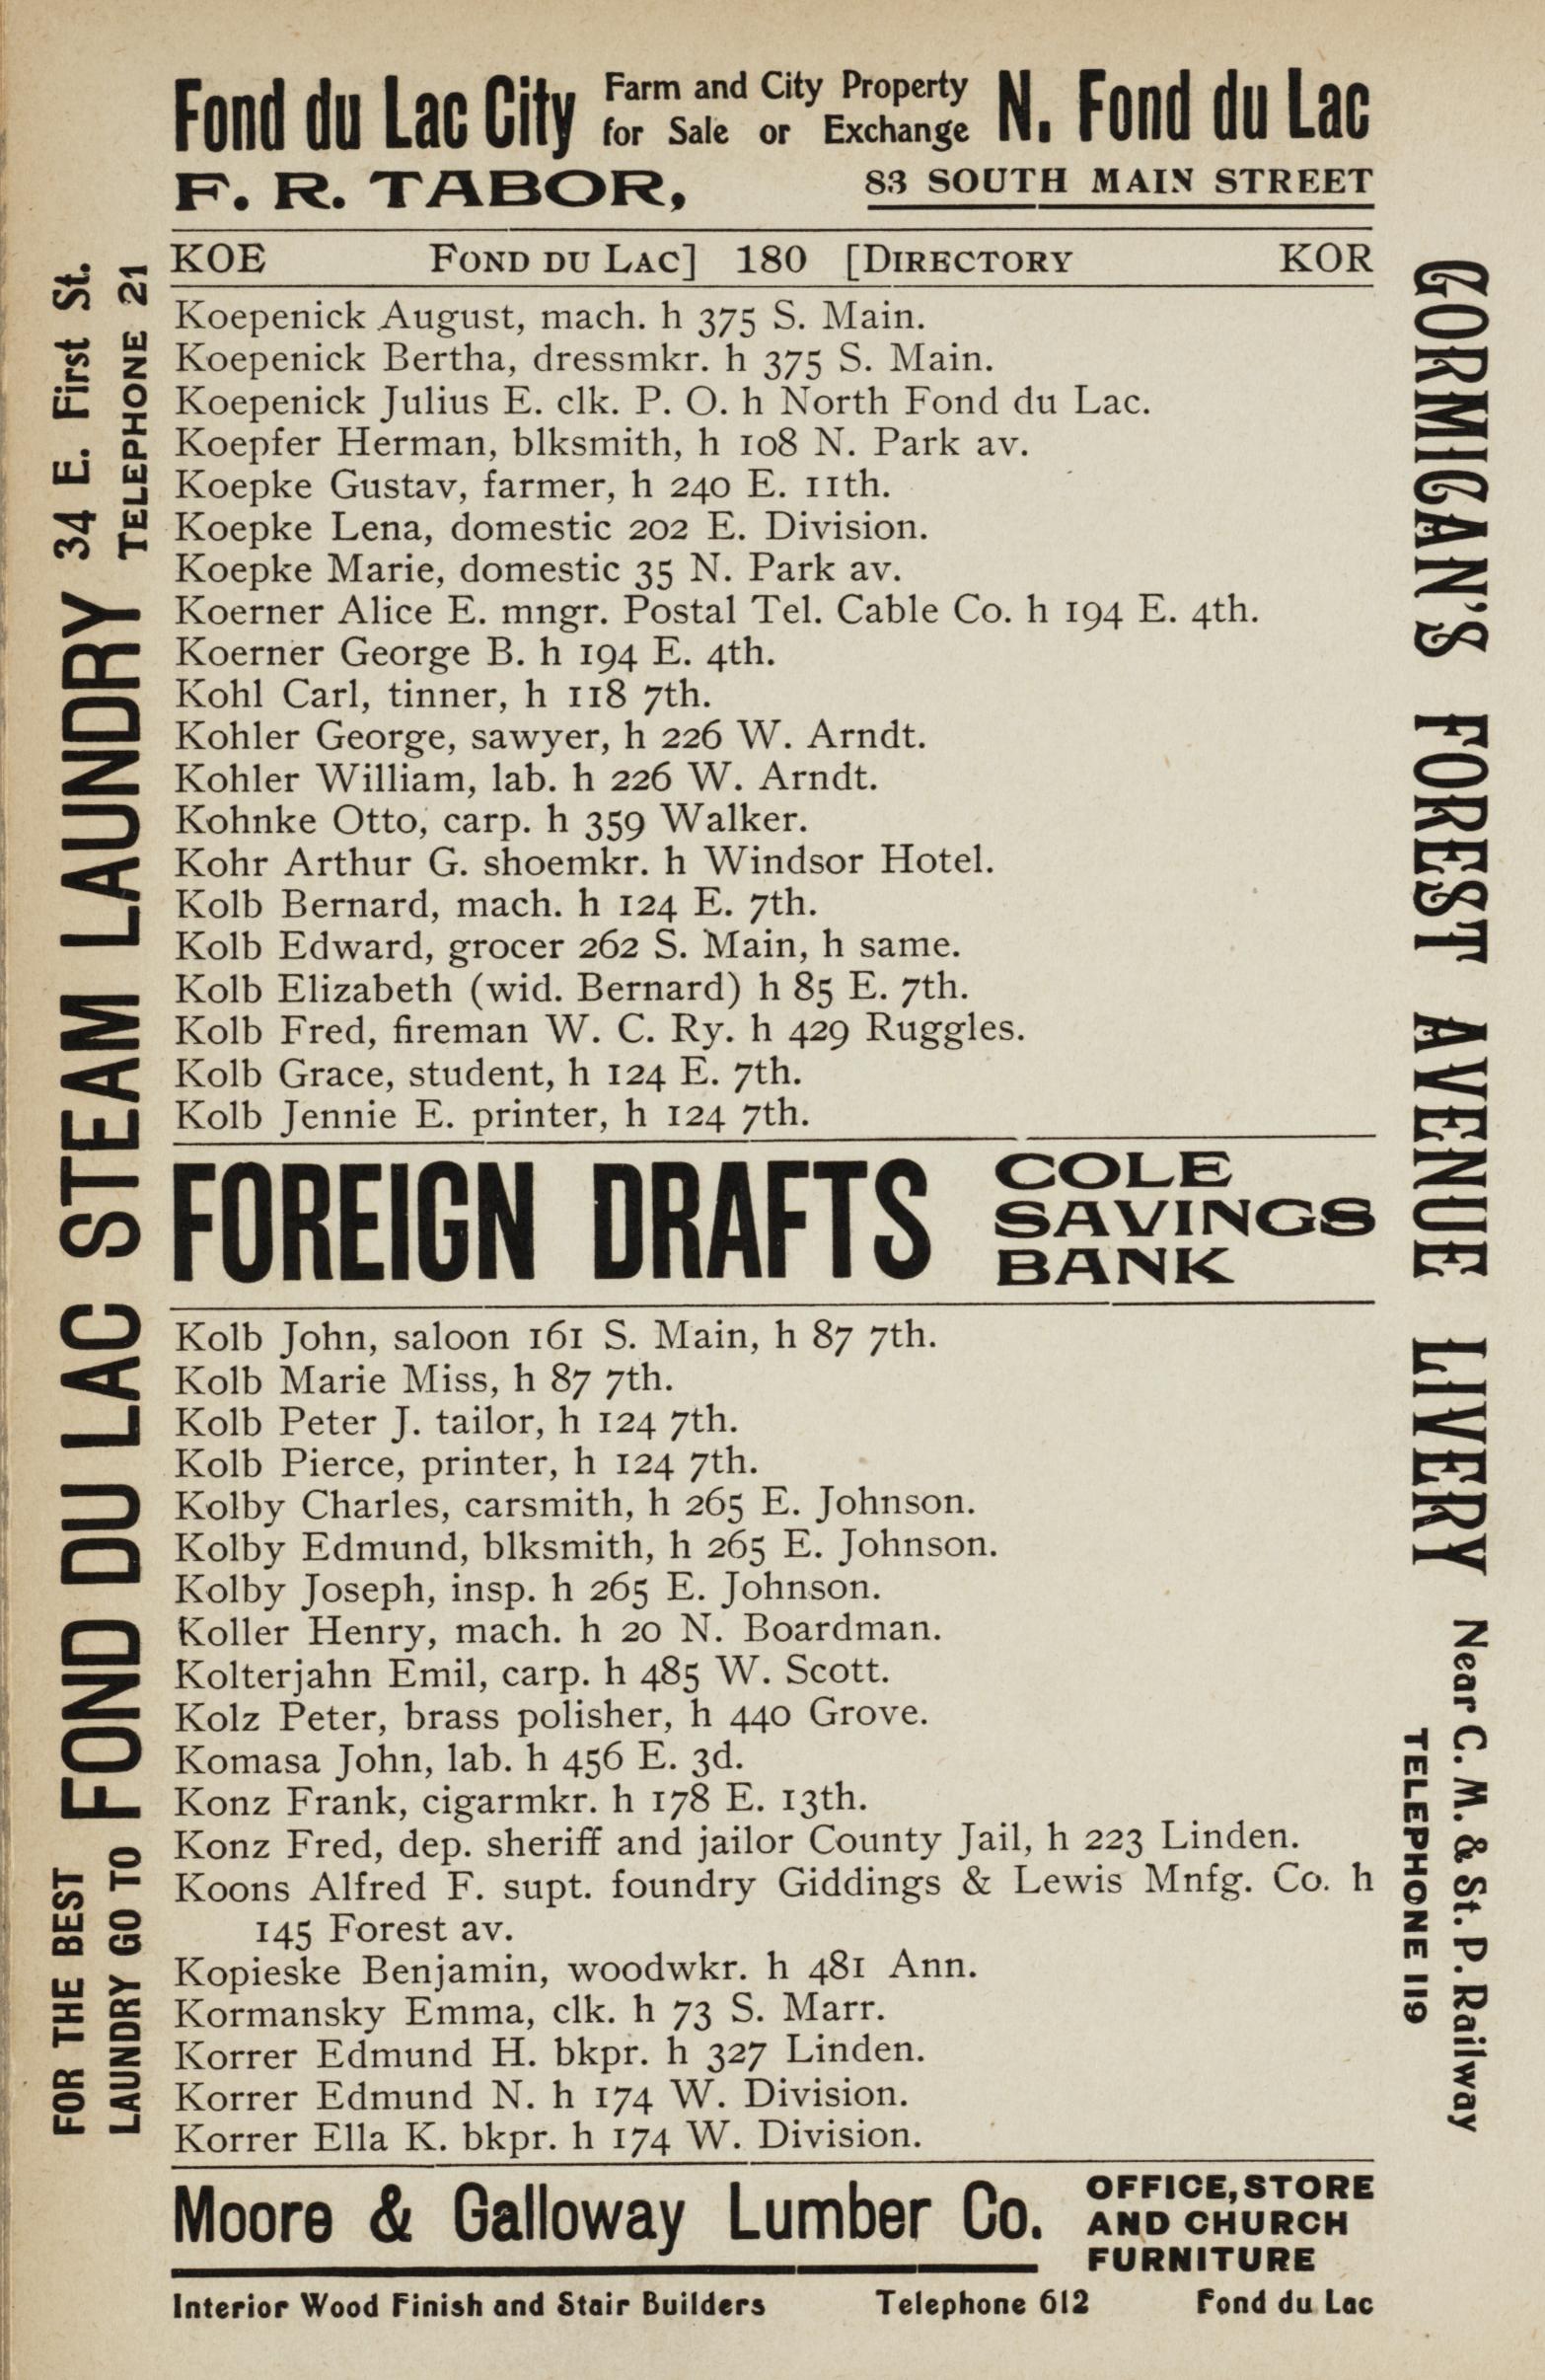 Fond du Lac City Farm and City Property N. Fond du Lac
for Sale or Exchange
F. R. TABOR, 83 SOUTH MAIN STREET
KOE FOND DU LAC] 180 [DIRECTORY KOR
Koepenick August, mach. h 375 S. Main.
Koepenick Bertha, dressmkr. h 375 S. Main.
Koepenick Julius E. clk. P. O. h North Fond du Lac.
Koepfer Herman, blksmith, h 108 N. Park av.
Koepke Gustav, farmer, h 240 E. 11th.
Koepke Lena, domestic 202 E. Division.
Koepke Marie, domestic 35 N. Park av.
Koerner Alice E. mngr. Postal Tel. Cable Co. h 194 E. 4th.
Koerner George B. h 194 E. 4th.
Kohl Carl, tinner, h 118 7th.
Kohler George, sawyer, h 226 W. Arndt.
Kohler William, lab. h 226 W. Arndt.
Kohnke Otto, carp. h 359 Walker.
Kohr Arthur G. shoemkr. h Windsor Hotel.
Kolb Bernard, mach. h 124 E. 7th.
Kolb Edward, grocer 262 S. Main, h same.
Kolb Elizabeth (wid. Bernard) h 85 E. 7th.
Kolb Fred, fireman W. C. Ry. h 429 Ruggles.
Kolb Grace, student, h 124 E. 7th.
Kolb Jennie E. printer, h 124 7th.
FOREIGN DRAFTS COLE
SAVINGS
BANK
Kolb John, saloon 161 S. Main, h 87 7th.
Kolb Marie Miss, h 87 7th.
Kolb Peter J. tailor, h 124 7th.
Kolb Pierce, printer, h 124 7th.
Kolby Charles, carsmith, h 265 E. Johnson.
Kolby Edmund, blksmith, h 265 E. Johnson.
Kolby Joseph, insp. h 265 E. Johnson.
Koller Henry, mach. h 20 N. Boardman.
Kolterjahn Emil, carp. h 485 W. Scott.
Kolz Peter, brass polisher, h 440 Grove.
Komasa John, lab. h 456 E. 3d.
Konz Frank, cigarmkr. h 178 E. 13th.
Konz Fred, dep. sheriff and jailor County Jail, h 223 Linden.
Koons Alfred F. supt. foundry Giddings & Lewis Mnfg. Co. h
145 Forest av.
Kopieske Benjamin, woodwkr. h 481 Ann.
Kormansky Emma, clk. h 73 S. Marr.
Korrer Edmund H. bkpr. h 327 Linden.
Korrer Edmund N. h 174 W. Division.
Korrer Ella K. bkpr. h 174 W. Division.
Moore & Galloway Lumber Co. OFFICE, STORE
AND CHURCH
FURNITURE
Interior Wood Finish and Stair Builders Telephone 612 Fond du Lac
FOR THE BEST
LAUNDRY GO TO
FOND DU LAC STEAM LAUNDRY
34 E. First St.
TELEPHONE 21
GORMICAN'S FOREST AVENUE LIVERY
Near C. M. & St. P. Railway
TELEPHONE 119